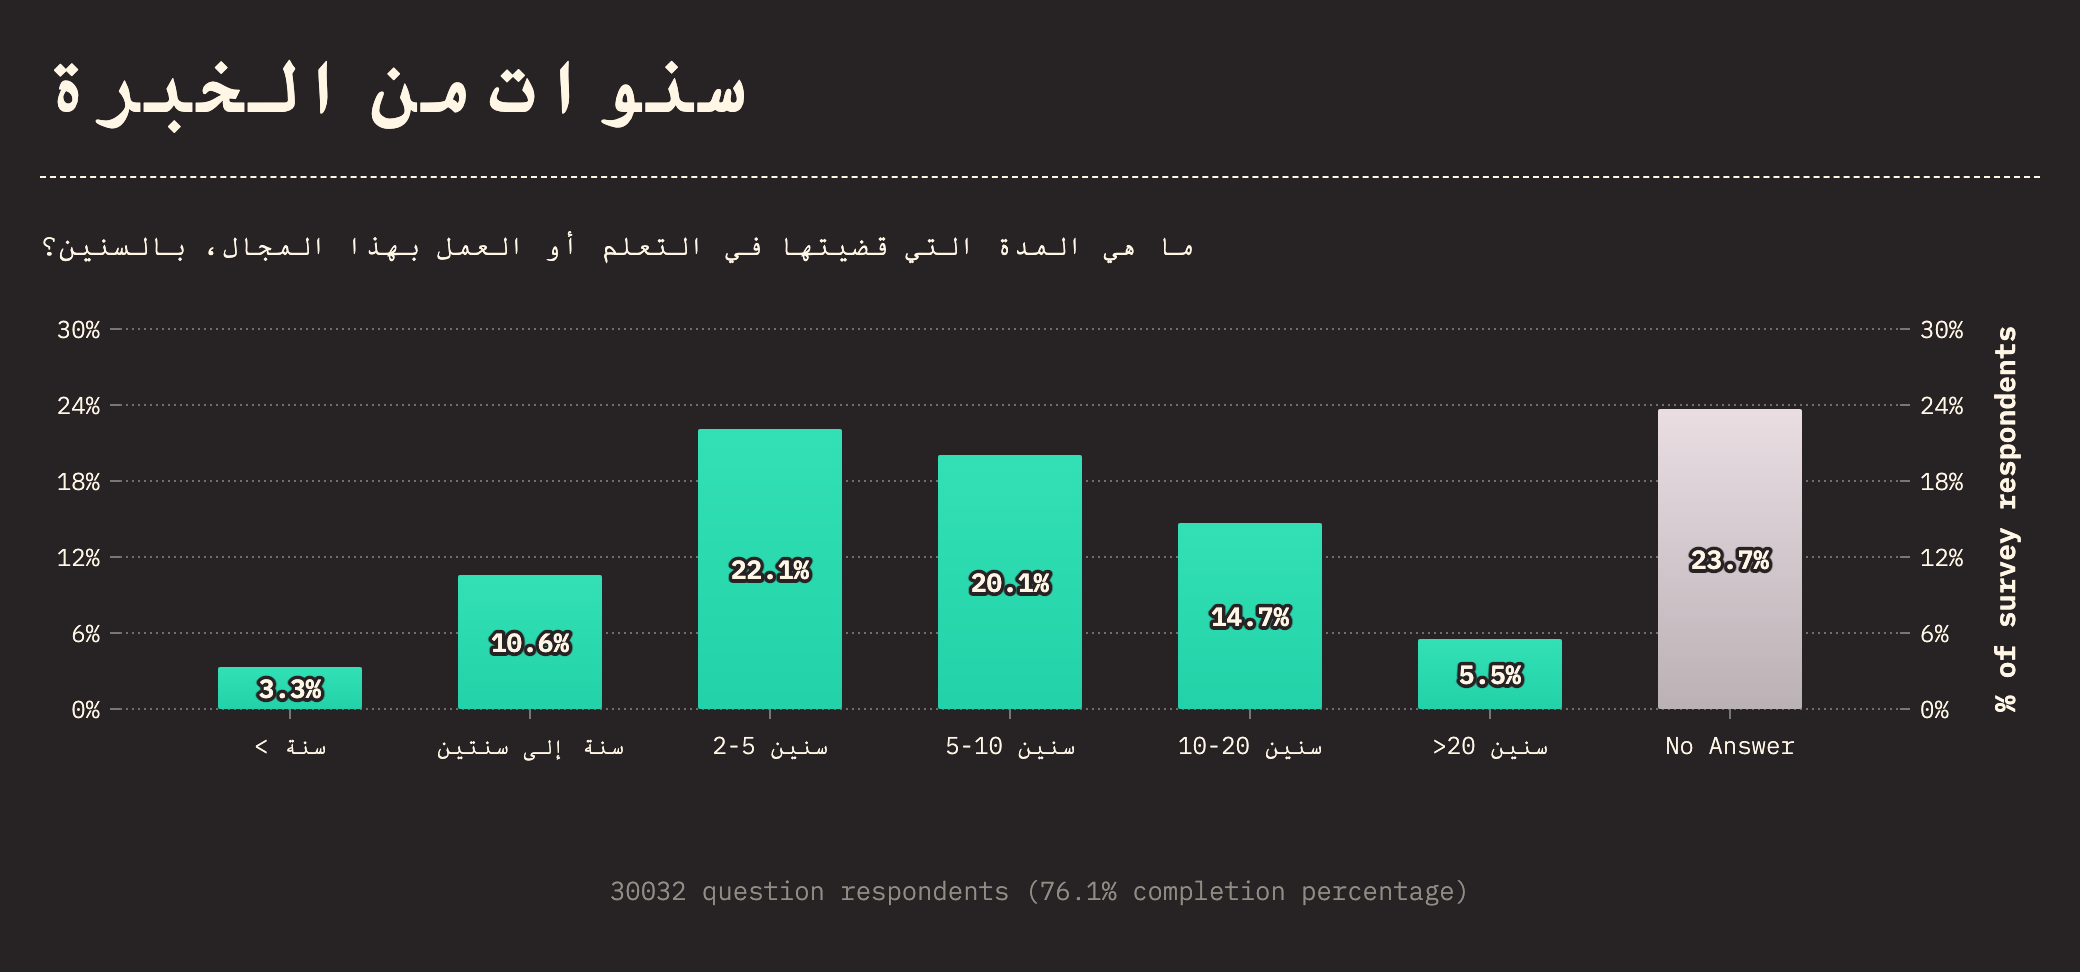 سنوات من الخبرة
ما هي المدة التي قضيتها في التعلم أو العمل بهذا المجال، بالسنين؟
30% 30%
24% 24%
18% 18%
12% 12%
6% 6%
0% 0%
% of survey respondents
3.3%
10.6%
22.1%
20.1%
14.7%
5.5%
23.7%
< سنة
سنة إلى سنتين
2-5 سنين
5-10 سنين
10-20 سنين
>20 سنين
No Answer
30032 question respondents (76.1% completion percentage)